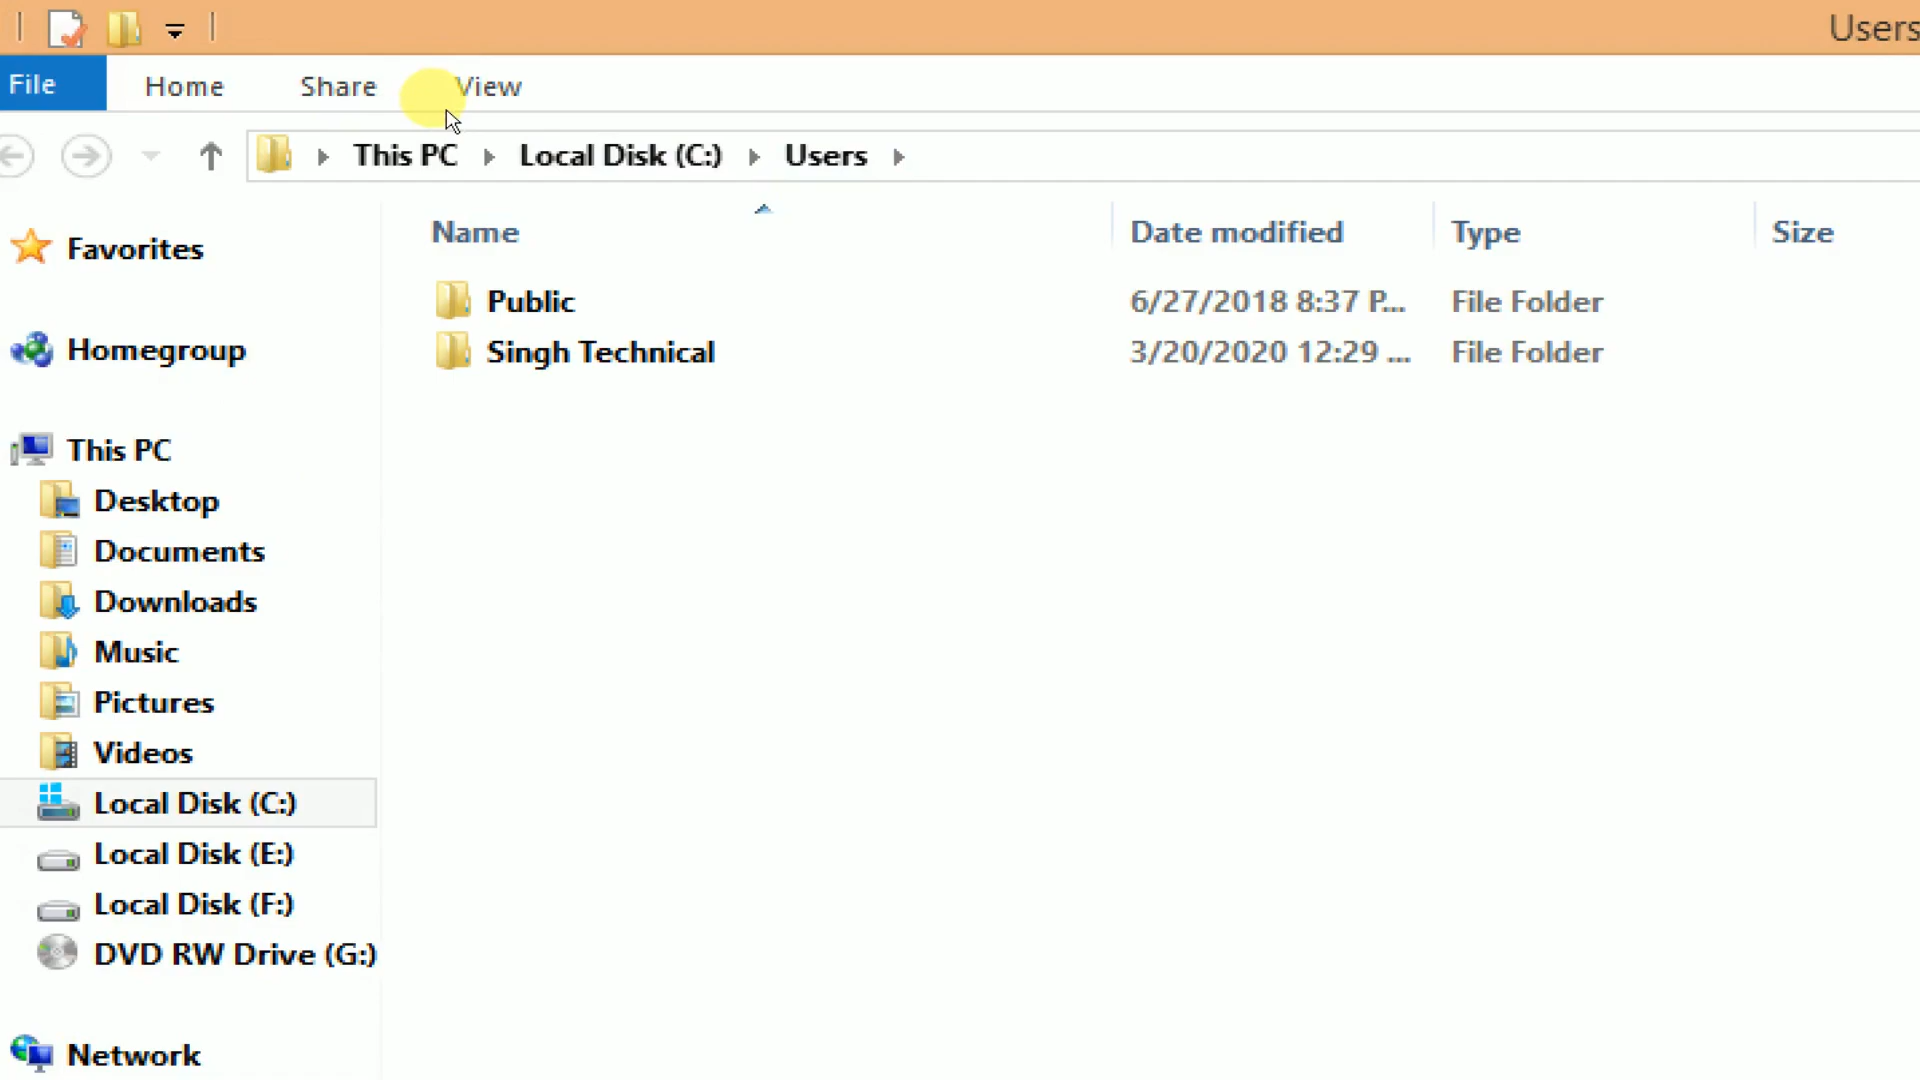 Users
File Home Share View
This PC Local Disk (C:) Users
Name Date modified Type Size
Public 6/27/2018 8:37 P... File Folder
Singh Technical 3/20/2020 12:29 ... File Folder
Favorites
Homegroup
This PC
Desktop
Documents
Downloads
Music
Pictures
Videos
Local Disk (C:)
Local Disk (E:)
Local Disk (F:)
DVD RW Drive (G:)
Network